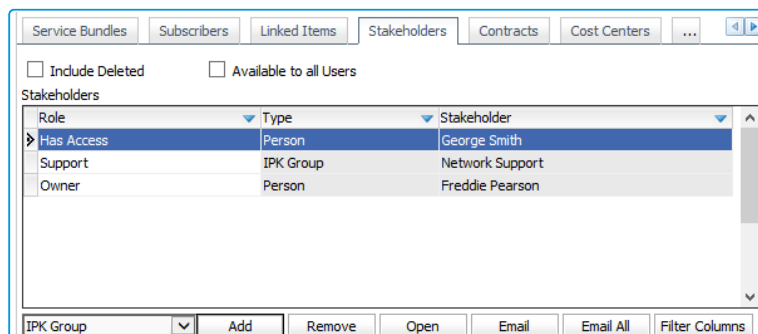 Service Bundles Subscribers Linked Items Stakeholders Contracts Cost Centers ...
Include Deleted Available to all Users
Stakeholders
Role Type Stakeholder
Has Access Person George Smith
Support IPK Group Network Support
Owner Person Freddie Pearson
IPK Group Add Remove Open Email Email All Filter Columns